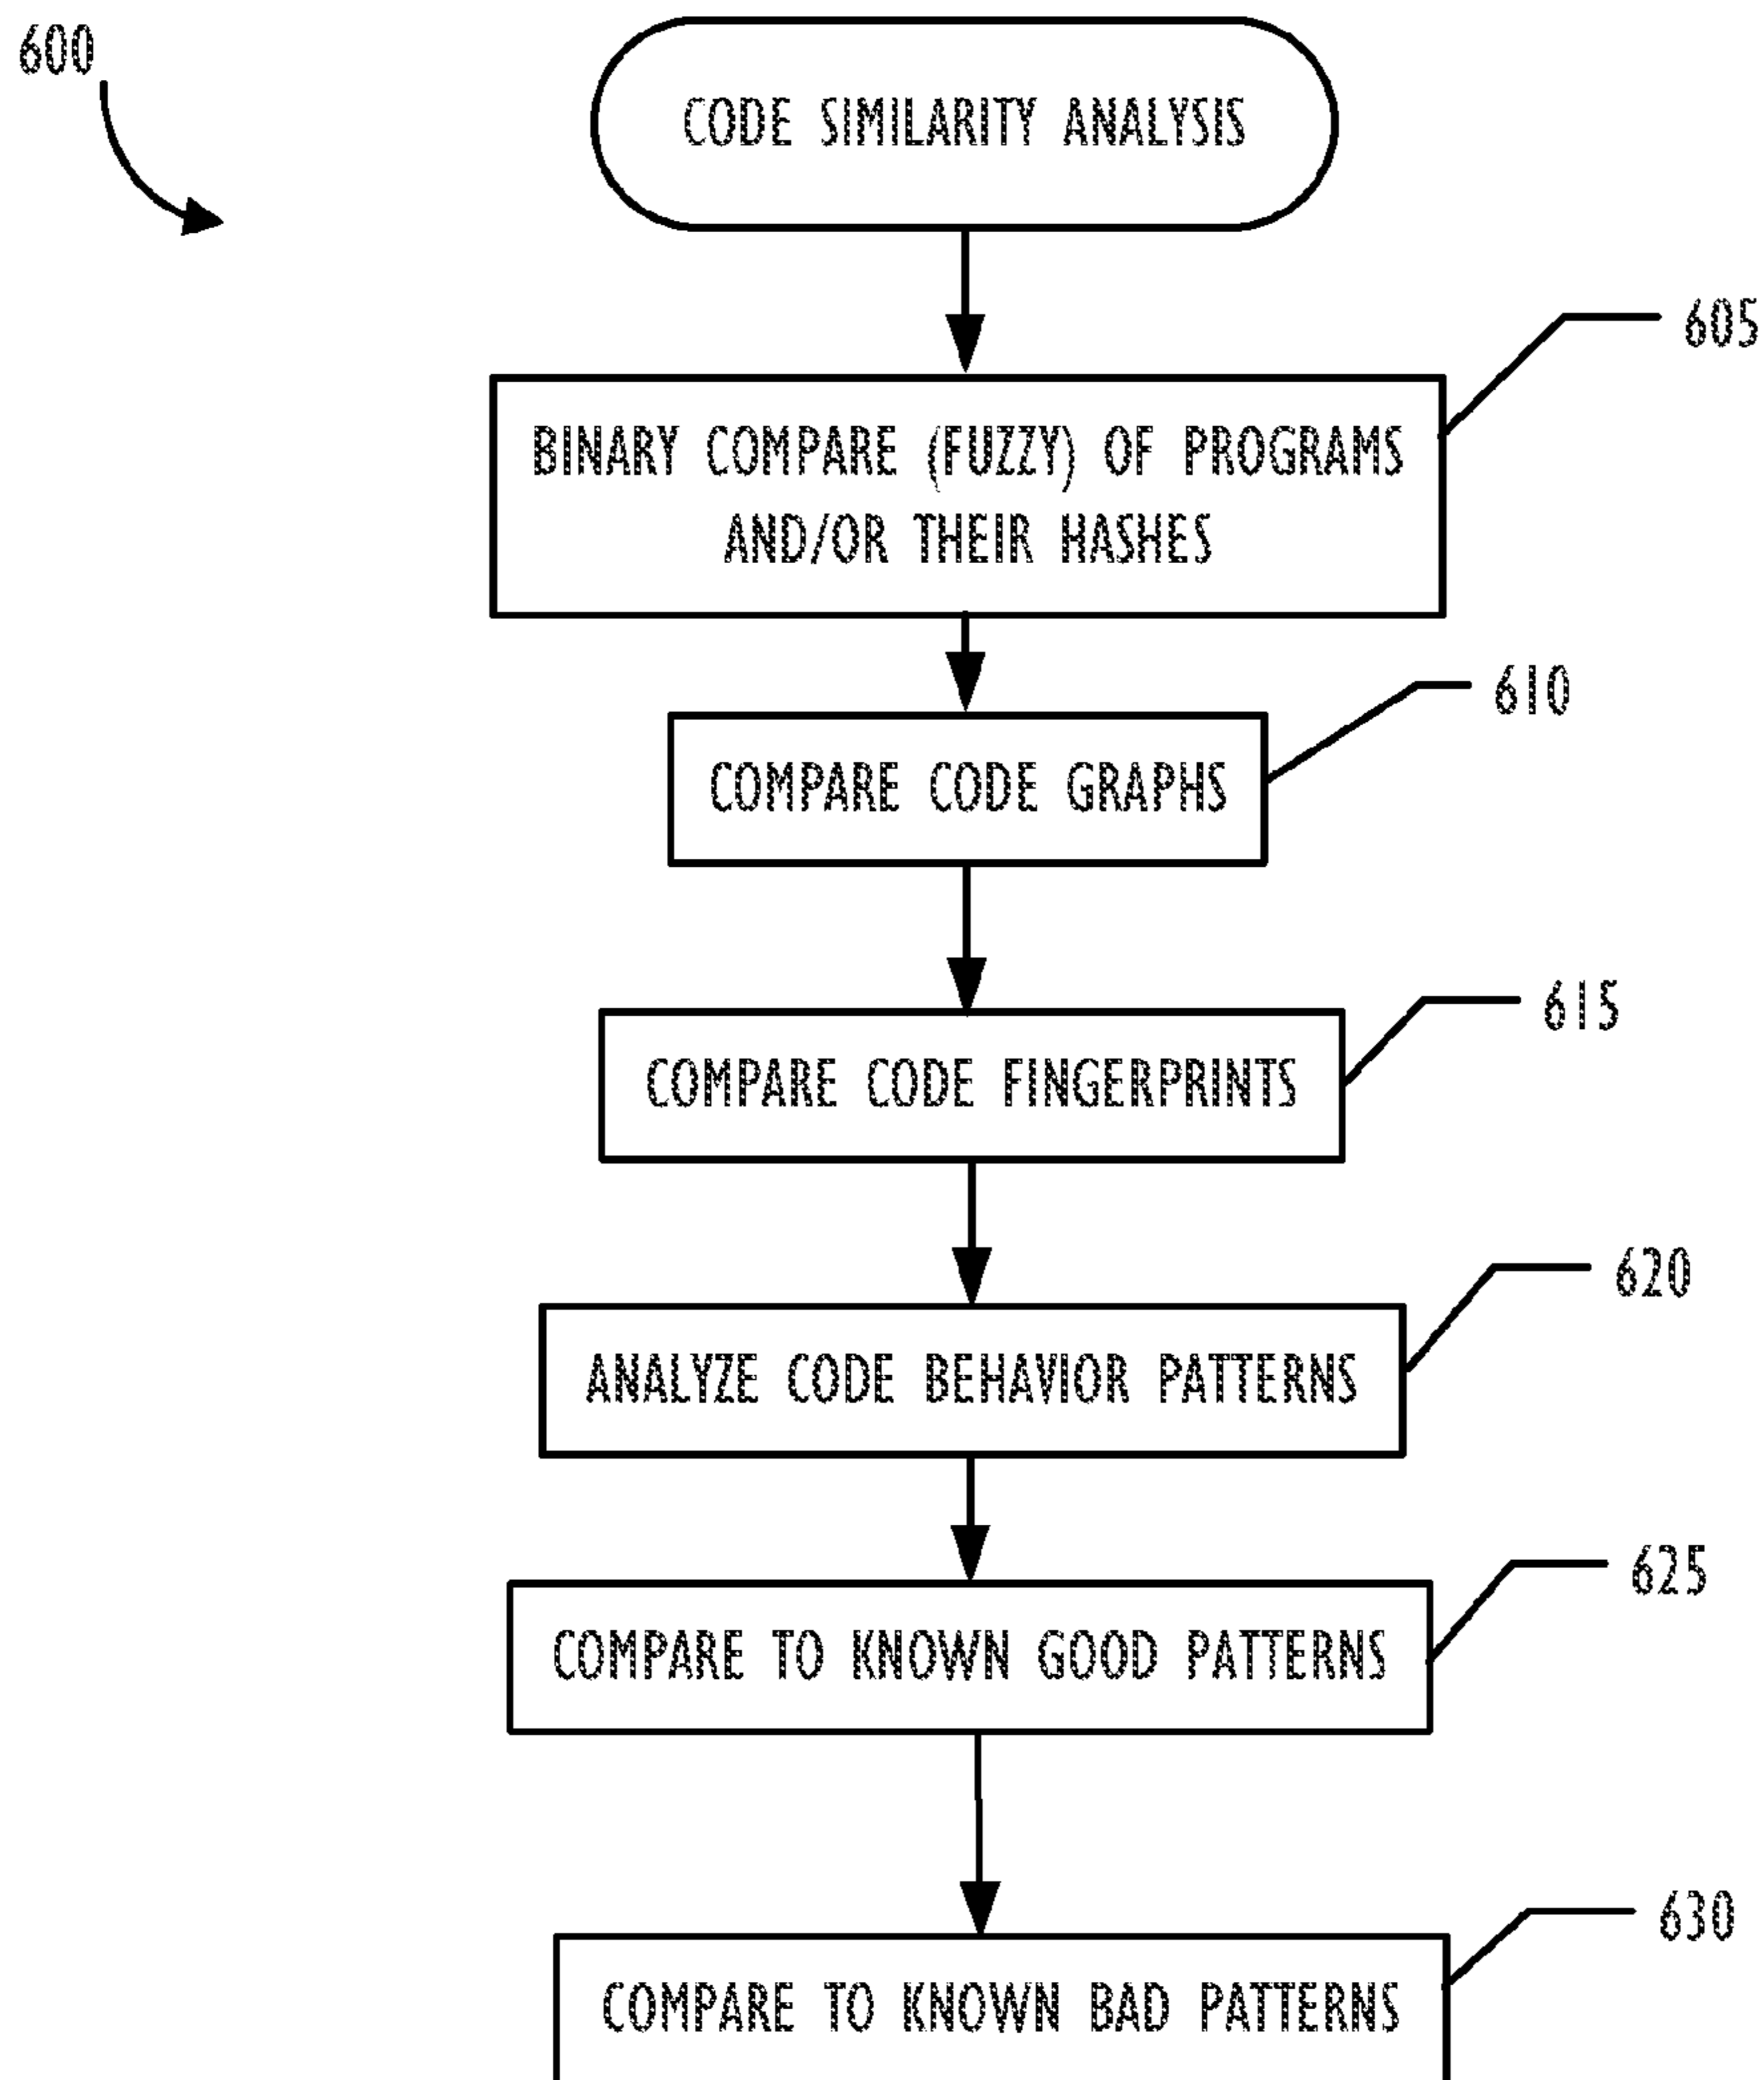 600
CODE SIMILARITY ANALYSIS
605
BINARY COMPARE (FUZZY) OF PROGRAMS
AND/OR THEIR HASHES
610
COMPARE CODE GRAPHS
615
COMPARE CODE FINGERPRINTS
620
ANALYZE CODE BEHAVIOR PATTERNS
625
COMPARE TO KNOWN GOOD PATTERNS
630
COMPARE TO KNOWN BAD PATTERNS